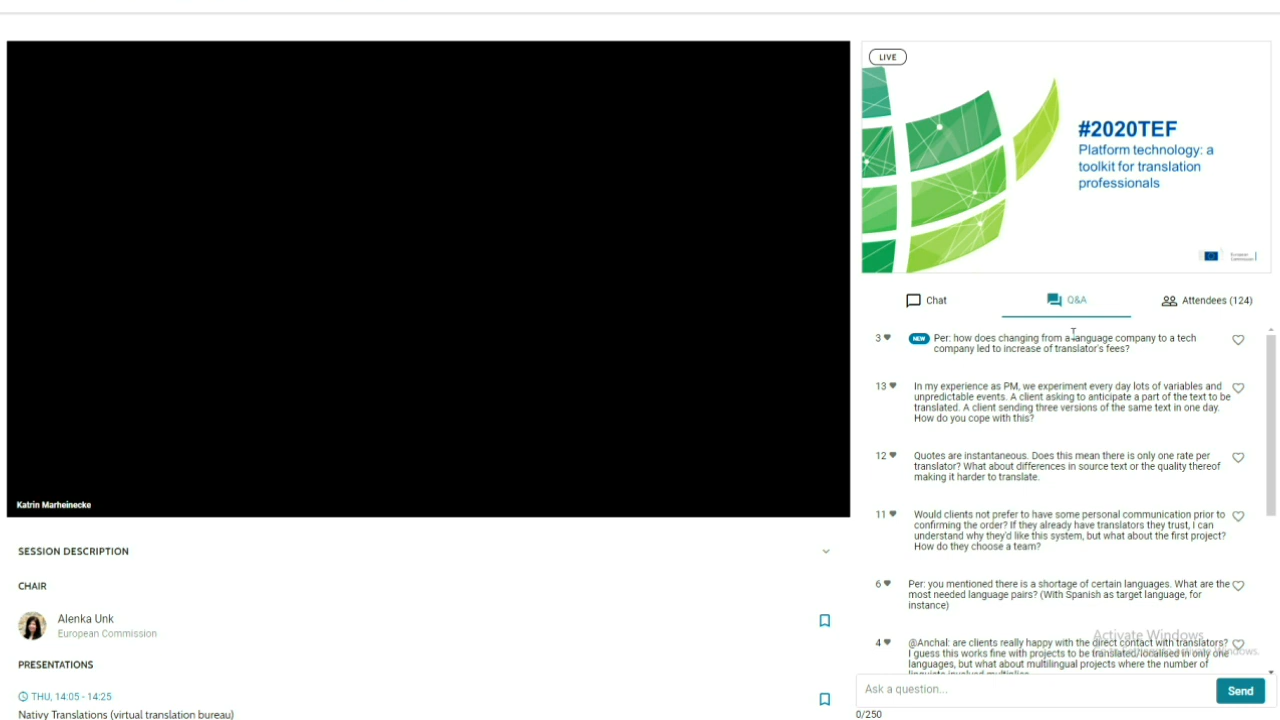 LIVE
#2020TEF
Platform technology: a
toolkit for translation
professionals
Katrin Marheinecke
SESSION DESCRIPTION
CHAIR
Alenka Unk
European Commission
PRESENTATIONS
THU, 14:05 - 14:25
Nativy Translations (virtual translation bureau)
Chat
Q&A
Attendees (124)
3
NEW Per: how does changing from a language company to a tech
company led to increase of translator's fees?
13
In my experience as PM, we experiment every day lots of variables and
unpredictable events. A client asking to anticipate a part of the text to be
translated. A client sending three versions of the same text in one day.
How do you cope with this?
12
Quotes are instantaneous. Does this mean there is only one rate per
translator? What about differences in source text or the quality thereof
making it harder to translate.
11
Would clients not prefer to have some personal communication prior to
confirming the order? If they already have translators they trust, I can
understand why they'd like this system, but what about the first project?
How do they choose a team?
6
Per: you mentioned there is a shortage of certain languages. What are the
most needed language pairs? (With Spanish as target language, for
instance)
4
@Anchal: are clients really happy with the direct contact with translators?
I guess this works fine with projects to be translated/localised in only one
languages, but what about multilingual projects where the number of
Activate Windows
Ask a question...
Send
0/250